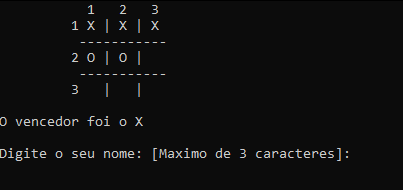 1 2 3
1 X | X | X
-----------
2 O | O |
-----------
3 | |
O vencedor foi o X
Digite o seu nome: [Maximo de 3 caracteres]: